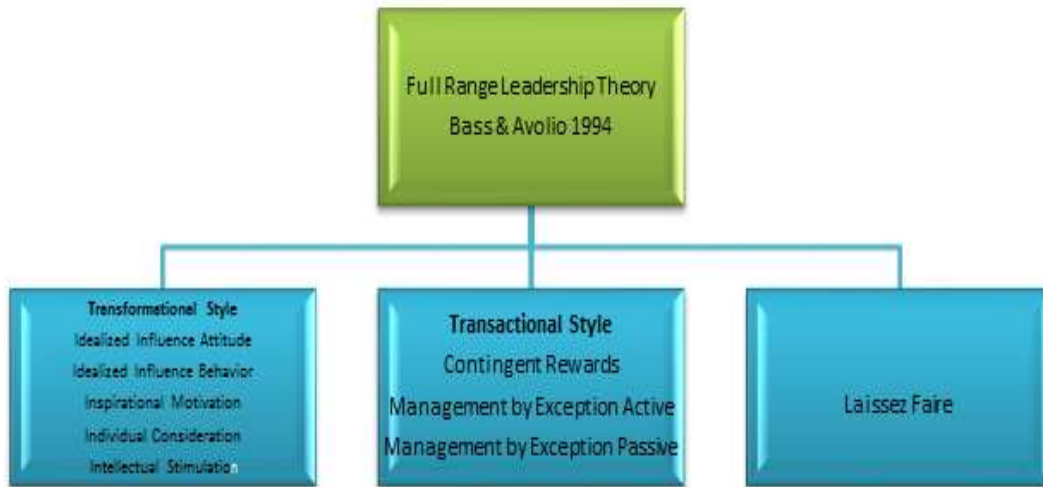 Full Range Leadership Theory
Bass & Avolio 1994
Transformational Style
Idealized Influence Attitude
Idealized Influence Behavior
Inspirational Motivation
Individual Consideration
Intellectual Stimulation
Transactional Style
Contingent Rewards
Management by Exception Active
Management by Exception Passive
Laissez Faire